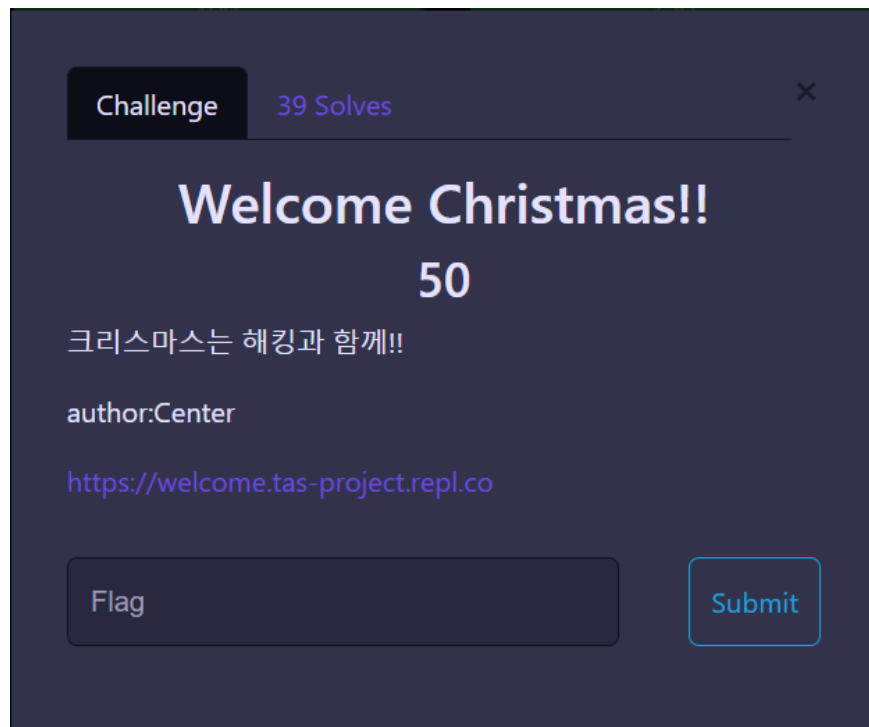 Challenge 39 Solves ×
Welcome Christmas!!
50
크리스마스는 해킹과 함께!!
author:Center
https://welcome.tas-project.repl.co
Flag Submit